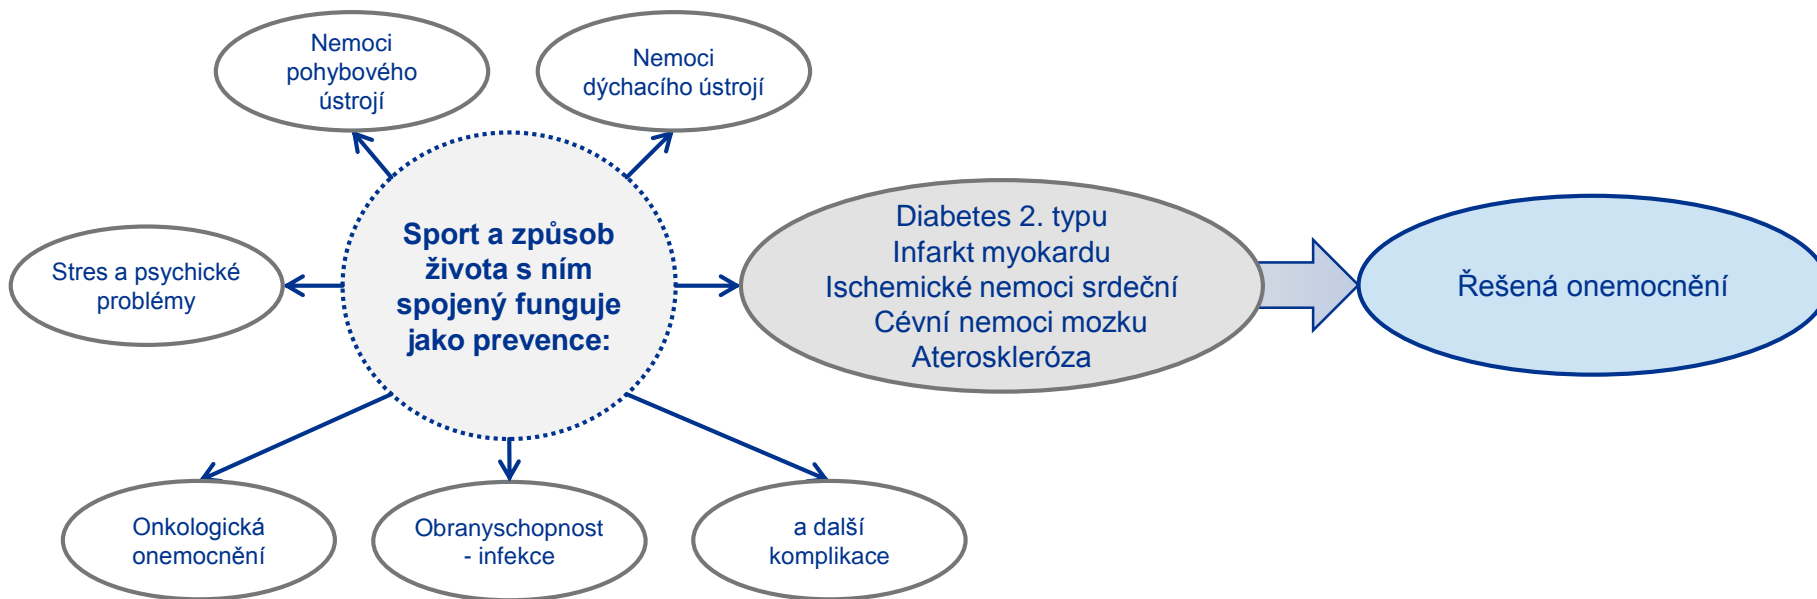 Nemoci
pohybového
ústrojí
Nemoci
dýchacího ústrojí
Stres a psychické
problémy
Sport a způsob
života s ním
spojený funguje
jako prevence:
Diabetes 2. typu
Infarkt myokardu
Ischemické nemoci srdeční
Cévní nemoci mozku
Ateroskleróza
Řešená onemocnění
Onkologická
onemocnění
Obranyschopnost
- infekce
a další
komplikace